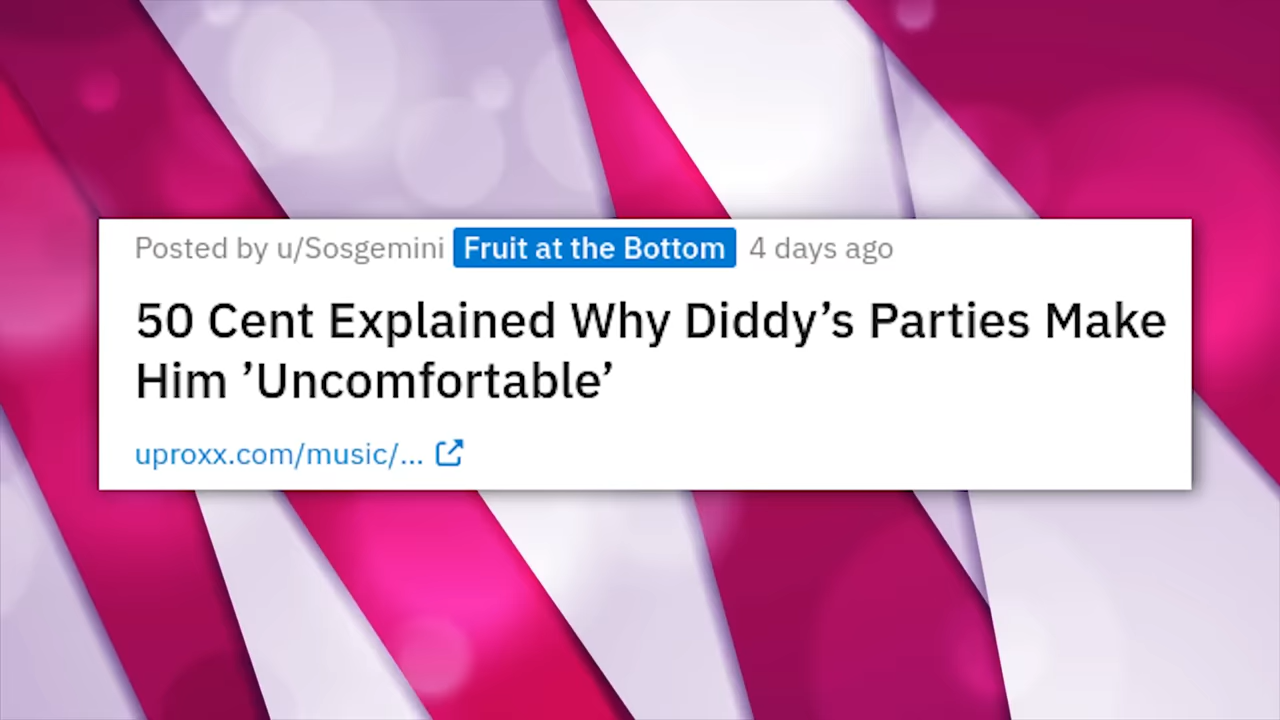 Posted by u/Sosgemini Fruit at the Bottom 4 days ago
50 Cent Explained Why Diddy’s Parties Make
Him ’Uncomfortable’
uproxx.com/music/...